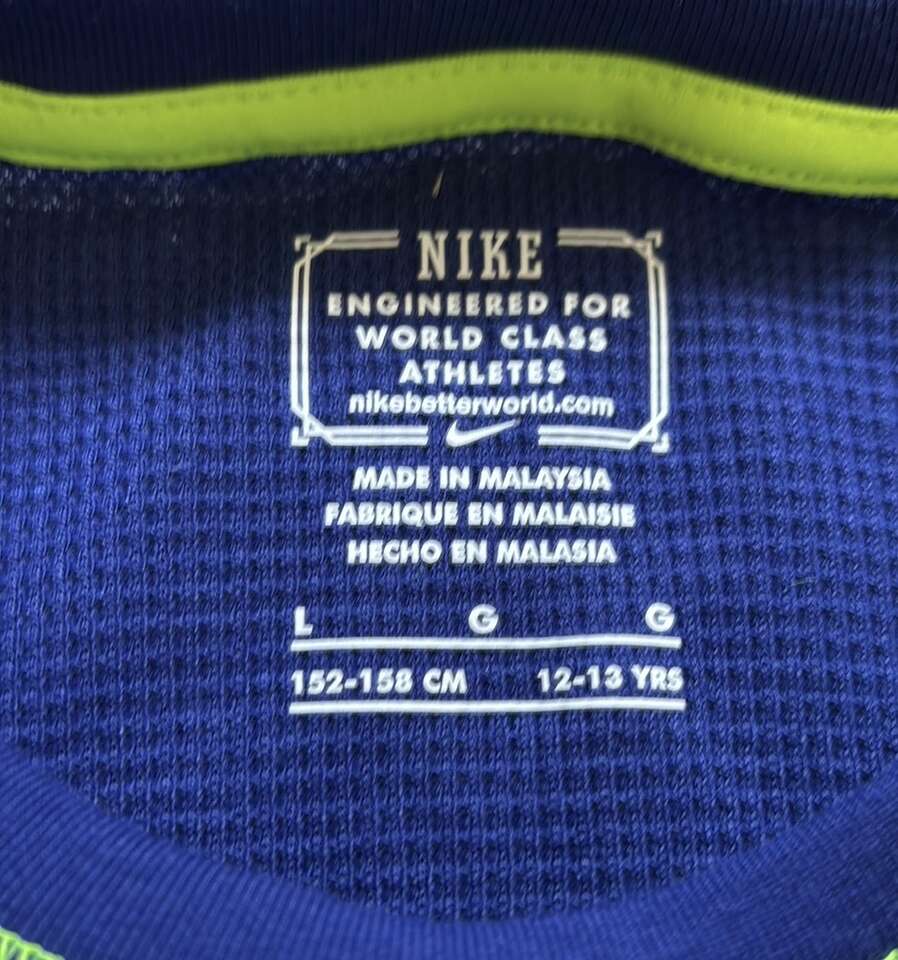 NIKE
ENGINEERED FOR
WORLD CLASS
ATHLETES
nikebetterworld.com
MADE IN MALAYSIA
FABRIQUE EN MALAISIE
HECHO EN MALASIA
L G G
152-158 CM 12-13 YRS